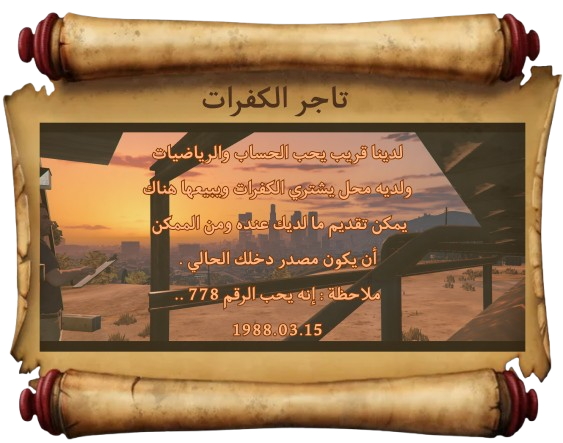 تاجر الكفرات
لدينا قريب يحب الحساب والرياضيات
ولديه محل يشتري الكفرات ويبيعها هناك
يمكن تقديم ما لديك عنده ومن الممكن
أن يكون مصدر دخلك الحالي .
ملاحظة : إنه يحب الرقم 778 ..
1988.03.15